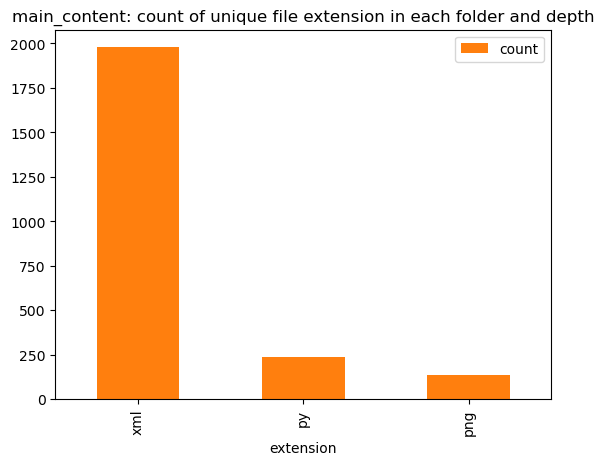 main_content: count of unique file extension in each folder and depth
count
2000
1750
1500
1250
1000
750
500
250
0
xml
py
png
extension